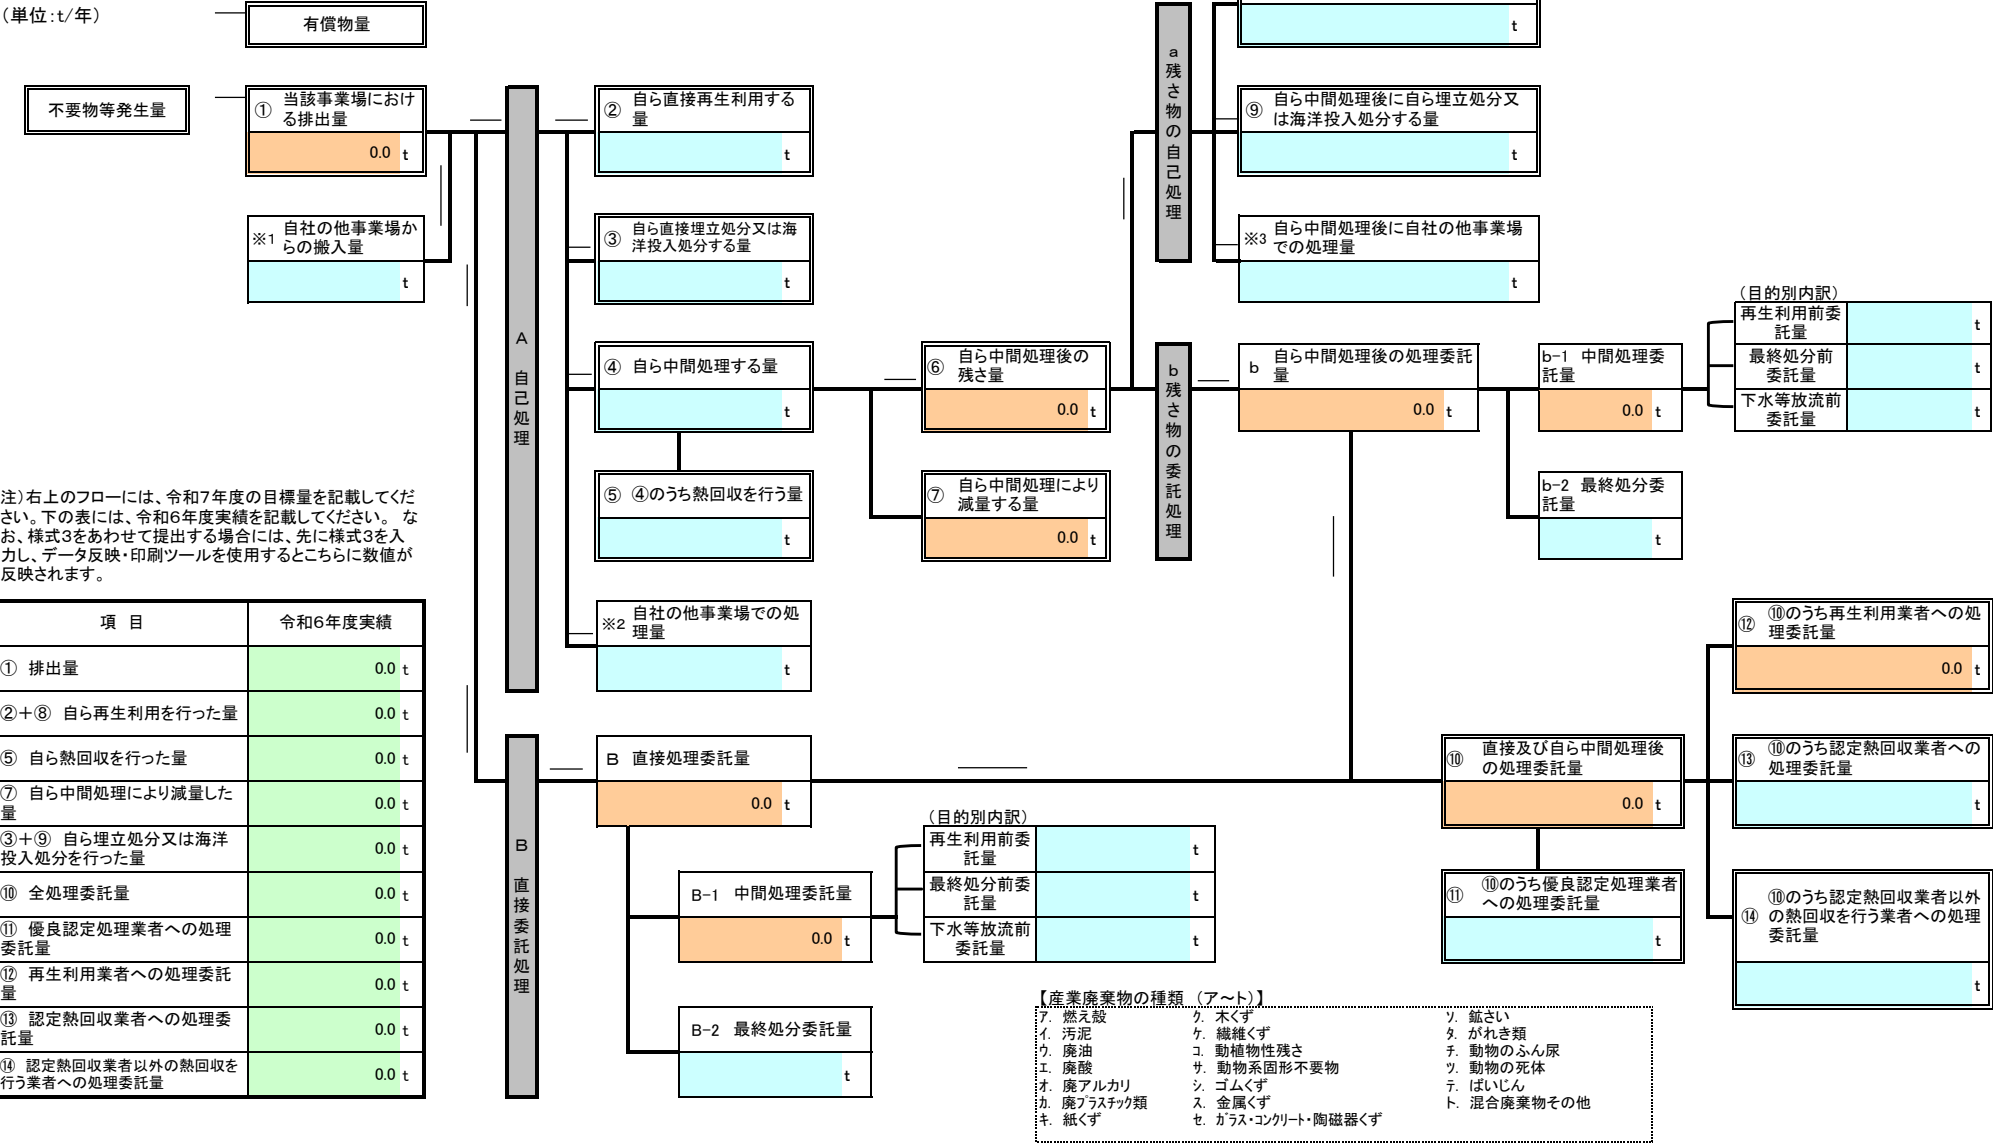 （単位：t/年）
有償物量
t
不要物等発生量
① 当該事業場におけ
る排出量
0.0 t
※1 自社の他事業場か
らの搬入量
t
A 自己処理
② 自ら直接再生利用する
量
t
③ 自ら直接埋立処分又は海
洋投入処分する量
t
④ 自ら中間処理する量
t
⑤ ④のうち熱回収を行う量
t
※2 自社の他事業場での処
理量
t
⑥ 自ら中間処理後の
残さ量
0.0 t
⑦ 自ら中間処理により
減量する量
0.0 t
a 残さ物の自己処理
⑨ 自ら中間処理後に自ら埋立処分又
は海洋投入処分する量
t
※3 自ら中間処理後に自社の他事業場
での処理量
t
b 残さ物の委託処理
b 自ら中間処理後の処理委託
量
0.0 t
b-1 中間処理委
託量
0.0 t
b-2 最終処分委
託量
t
（目的別内訳）
再生利用前委
託量
t
最終処分前
委託量
t
下水等放流前
委託量
t
注）右上のフローには、令和7年度の目標量を記載してくだ
さい。下の表には、令和6年度実績を記載してください。 な
お、様式3をあわせて提出する場合には、先に様式3を入
力し、データ反映・印刷ツールを使用するとこちらに数値が
反映されます。
項 目 令和6年度実績
① 排出量 0.0 t
②＋⑧ 自ら再生利用を行った量 0.0 t
⑤ 自ら熱回収を行った量 0.0 t
⑦ 自ら中間処理により減量した
量 0.0 t
③＋⑨ 自ら埋立処分又は海洋
投入処分を行った量 0.0 t
⑩ 全処理委託量 0.0 t
⑪ 優良認定処理業者への処理
委託量 0.0 t
⑫ 再生利用業者への処理委託
量 0.0 t
⑬ 認定熱回収業者への処理委
託量 0.0 t
⑭ 認定熱回収業者以外の熱回収を
行う業者への処理委託量 0.0 t
B 直接委託処理
B 直接処理委託量
0.0 t
B-1 中間処理委託量
0.0 t
B-2 最終処分委託量
t
（目的別内訳）
再生利用前委
託量
t
最終処分前委
託量
t
下水等放流前
委託量
t
⑩ 直接及び自ら中間処理後
の処理委託量
0.0 t
⑪ ⑩のうち優良認定処理業者
への処理委託量
t
⑫ ⑩のうち再生利用業者への処
理委託量
0.0 t
⑬ ⑩のうち認定熱回収業者への
処理委託量
t
⑭ ⑩のうち認定熱回収業者以外
の熱回収を行う業者への処理
委託量
t
【産業廃棄物の種類 （ア～ト）】
ア. 燃え殻
イ. 汚泥
ウ. 廃油
エ. 廃酸
オ. 廃アルカリ
カ. 廃プラスチック類
キ. 紙くず
ク. 木くず
ケ. 繊維くず
コ. 動植物性残さ
サ. 動物系固形不要物
シ. ゴムくず
ス. 金属くず
セ. ガラス・コンクリート・陶磁器くず
ソ. 鉱さい
タ. がれき類
チ. 動物のふん尿
ツ. 動物の死体
テ. ばいじん
ト. 混合廃棄物その他